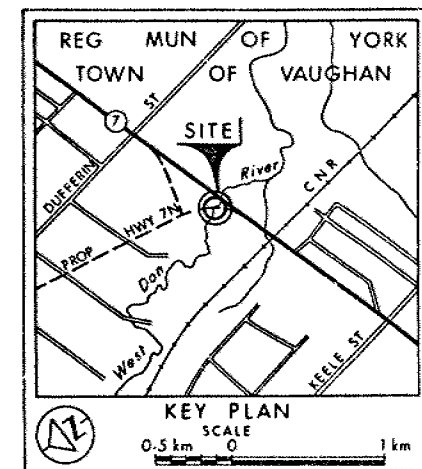 REG MUN OF YORK
TOWN OF VAUGHAN
DUFFERIN ST
7
SITE
River
CNR
PROP HWY 7N
Don
West
KEELE ST
N
KEY PLAN
SCALE
0.5 km 0 1 km